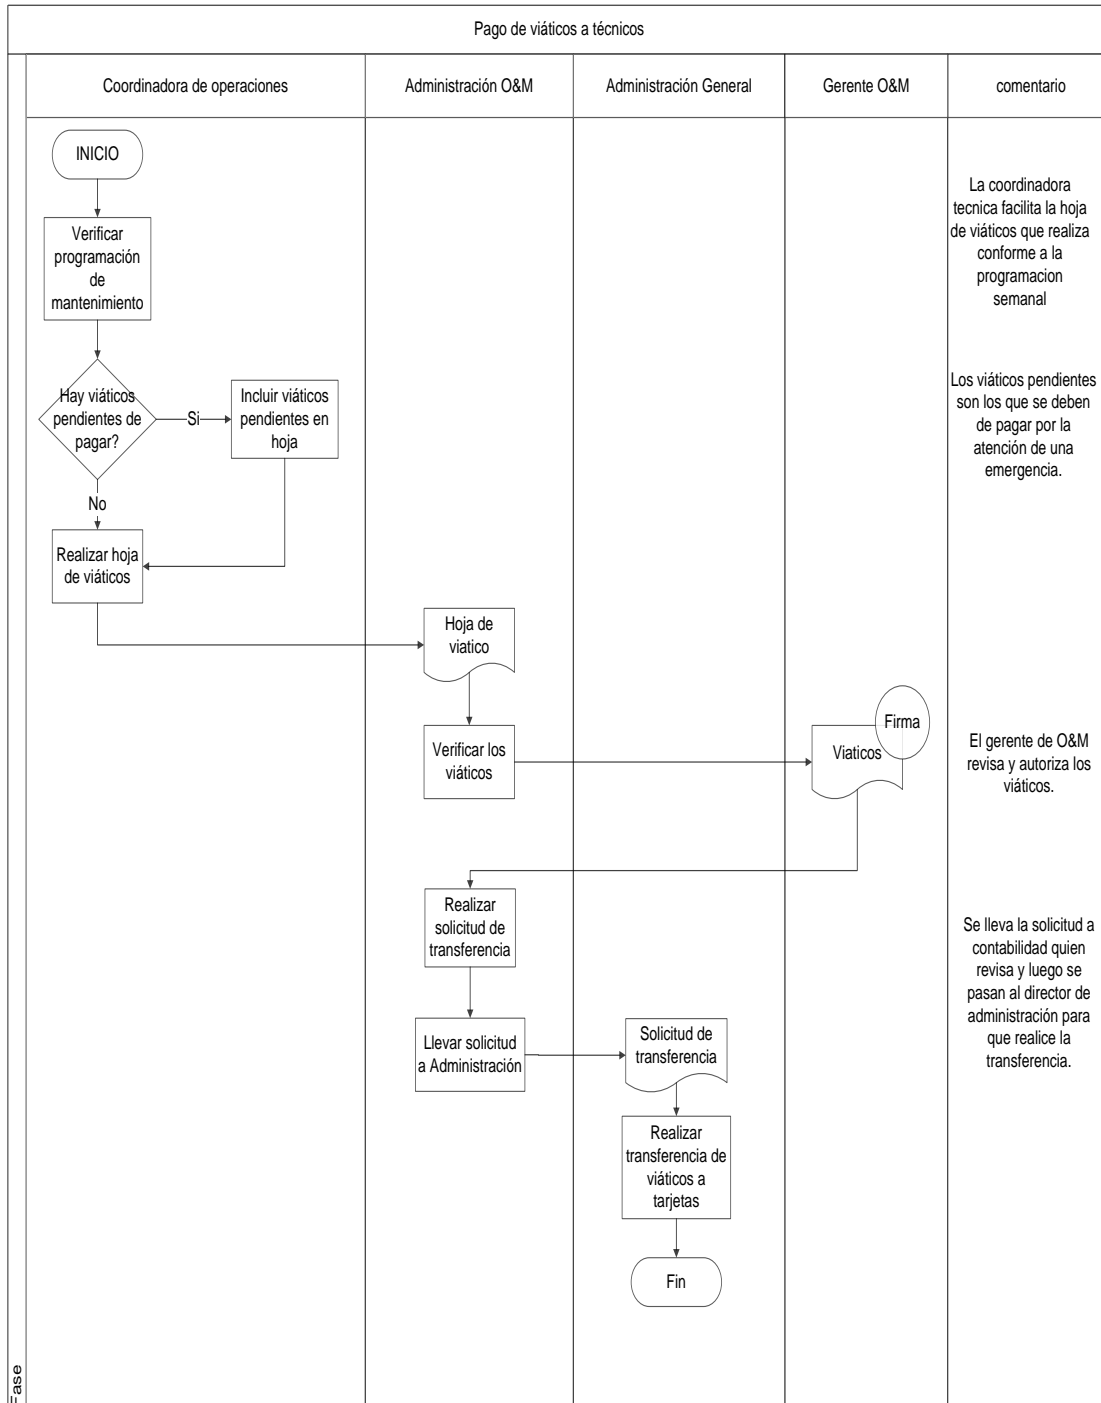 Pago de viáticos a técnicos
Coordinadora de operaciones
Administración O&M
Administración General
Gerente O&M
comentario
INICIO
La coordinadora
tecnica facilita la hoja
de viáticos que realiza
conforme a la
programacion
semanal
Verificar
programación
de
mantenimiento
Hay viáticos
pendientes de
pagar?
Si
Incluir viáticos
pendientes en
hoja
Los viáticos pendientes
son los que se deben
de pagar por la
atención de una
emergencia.
No
Realizar hoja
de viáticos
Hoja de
viatico
Verificar los
viáticos
Firma
Viaticos
El gerente de O&M
revisa y autoriza los
viáticos.
Realizar
solicitud de
transferencia
Se lleva la solicitud a
contabilidad quien
revisa y luego se
pasan al director de
administración para
que realice la
transferencia.
Llevar solicitud
a Administración
Solicitud de
transferencia
Realizar
transferencia de
viáticos a
tarjetas
Fin
Fase